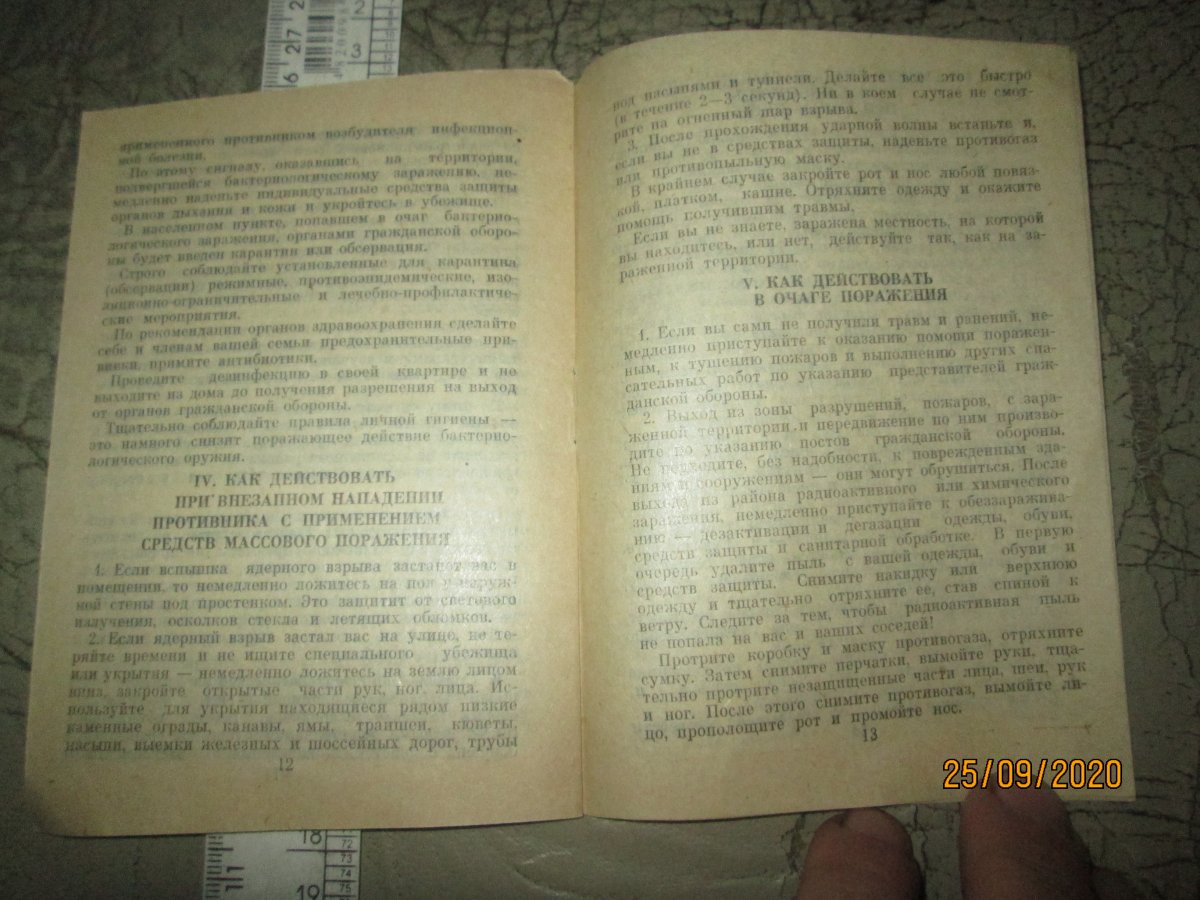 примененного противником возбудителя инфекцион-
ной болезни.
По этому сигналу, оказавшись на территории,
подвергшейся бактериологическому заражению, не-
медленно наденьте индивидуальные средства защиты
органов дыхания и кожи и укройтесь в убежище.
В населенном пункте, попавшем в очаг бактерио-
логического заражения, органами гражданской оборо-
ны будет введен карантин или обсервация.
Строго соблюдайте установленные для карантина
(обсервации) режимные, противоэпидемические, изо-
ляционно-ограничительные и лечебно-профилактиче-
ские мероприятия.
По рекомендации органов здравоохранения сделайте
себе и членам вашей семьи предохранительные при-
вивки, примите антибиотики.
Проведите дезинфекцию в своей квартире и не
выходите из дома до получения разрешения на выход
от органов гражданской обороны.
Тщательно соблюдайте правила личной гигиены —
это намного снизит поражающее действие бактерио-
логического оружия.
IV. КАК ДЕЙСТВОВАТЬ
ПРИ ВНЕЗАПНОМ НАПАДЕНИИ
ПРОТИВНИКА С ПРИМЕНЕНИЕМ
СРЕДСТВ МАССОВОГО ПОРАЖЕНИЯ
1. Если вспышка ядерного взрыва застанет вас в
помещении, то немедленно ложитесь на пол у наруж-
ной стены под простенком. Это защитит от светового
излучения, осколков стекла и летящих обломков.
2. Если ядерный взрыв застал вас на улице, не те-
ряйте времени и не ищите специального убежища
или укрытия — немедленно ложитесь на землю лицом
вниз, закройте открытые части рук, ног, лица. Ис-
пользуйте для укрытия находящиеся рядом низкие
каменные ограды, канавы, ямы, траншеи, кюветы,
насыпи, выемки железных и шоссейных дорог, трубы
12
под насыпями и туннели. Делайте все это быстро
(в течение 2—3 секунд). Ни в коем случае не смот-
рите на огненный шар взрыва.
3. После прохождения ударной волны встаньте и,
если вы не в средствах защиты, наденьте противогаз
или противопыльную маску.
В крайнем случае закройте рот и нос любой повяз-
кой, платком, кашне. Отряхните одежду и окажите
помощь получившим травмы.
Если вы не знаете, заражена местность, на которой
вы находитесь, или нет, действуйте так, как на за-
раженной территории.
V. КАК ДЕЙСТВОВАТЬ
В ОЧАГЕ ПОРАЖЕНИЯ
1. Если вы сами не получили травм и ранений, не-
медленно приступайте к оказанию помощи поражен-
ным, к тушению пожаров и выполнению других спа-
сательных работ по указанию представителей граж-
данской обороны.
2. Выход из зоны разрушений, пожаров, с зара-
женной территории и передвижение по ним произво-
дите по указанию постов гражданской обороны.
Не подходите, без надобности, к поврежденным зда-
ниям и сооружениям — они могут обрушиться. После
выхода из района радиоактивного или химического
заражения, немедленно приступайте к обеззаражива-
нию — дезактивации и дегазации одежды, обуви,
средств защиты и санитарной обработке. В первую
очередь удалите пыль с вашей одежды, обуви и
средств защиты. Снимите накидку или верхнюю
одежду и тщательно отряхните ее, став спиной к
ветру. Следите за тем, чтобы радиоактивная пыль
не попала на вас и ваших соседей!
Протрите коробку и маску противогаза, отряхните
сумку. Затем снимите перчатки, вымойте руки, тща-
тельно протрите незащищенные части лица, шеи, рук
и ног. После этого снимите противогаз, вымойте ли-
цо, прополощите рот и промойте нос.
13
25/09/2020
18
19
72
73
74
75